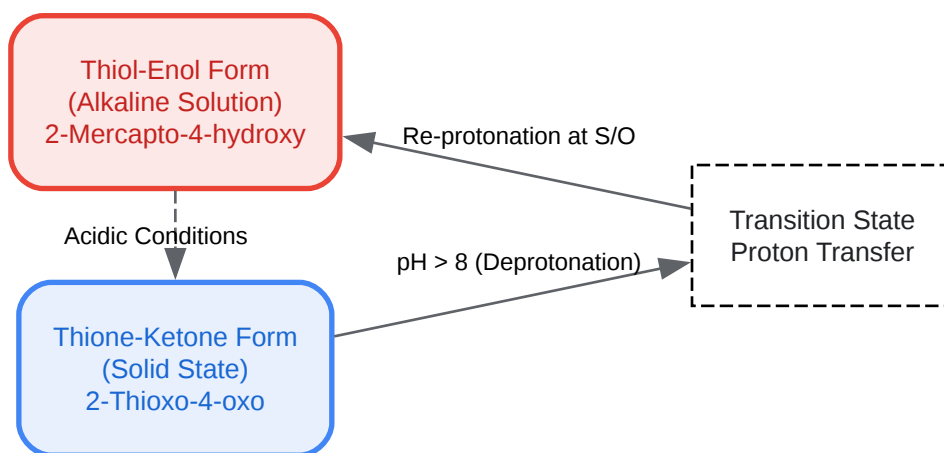 Thiol-Enol Form
(Alkaline Solution)
2-Mercapto-4-hydroxy
Re-protonation at S/O
Transition State
Proton Transfer
Acidic Conditions
pH > 8 (Deprotonation)
Thione-Ketone Form
(Solid State)
2-Thioxo-4-oxo